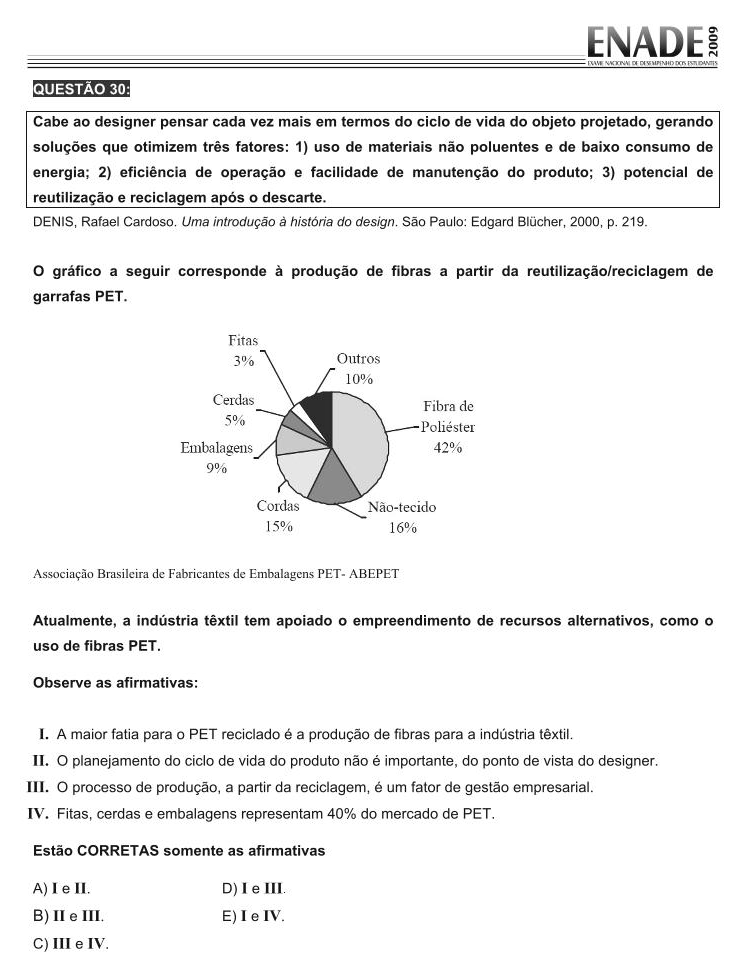 ENADE 2009
EXAME NACIONAL DE DESEMPENHO DOS ESTUDANTES
QUESTÃO 30:
Cabe ao designer pensar cada vez mais em termos do ciclo de vida do objeto projetado, gerando
soluções que otimizem três fatores: 1) uso de materiais não poluentes e de baixo consumo de
energia; 2) eficiência de operação e facilidade de manutenção do produto; 3) potencial de
reutilização e reciclagem após o descarte.
DENIS, Rafael Cardoso. Uma introdução à história do design. São Paulo: Edgard Blücher, 2000, p. 219.
O gráfico a seguir corresponde à produção de fibras a partir da reutilização/reciclagem de
garrafas PET.
Fitas
3%
Outros
10%
Cerdas
5%
Fibra de
Poliéster
42%
Embalagens
9%
Cordas
15%
Não-tecido
16%
Associação Brasileira de Fabricantes de Embalagens PET- ABEPET
Atualmente, a indústria têxtil tem apoiado o empreendimento de recursos alternativos, como o
uso de fibras PET.
Observe as afirmativas:
I. A maior fatia para o PET reciclado é a produção de fibras para a indústria têxtil.
II. O planejamento do ciclo de vida do produto não é importante, do ponto de vista do designer.
III. O processo de produção, a partir da reciclagem, é um fator de gestão empresarial.
IV. Fitas, cerdas e embalagens representam 40% do mercado de PET.
Estão CORRETAS somente as afirmativas
A) I e II.
B) II e III.
C) III e IV.
D) I e III.
E) I e IV.